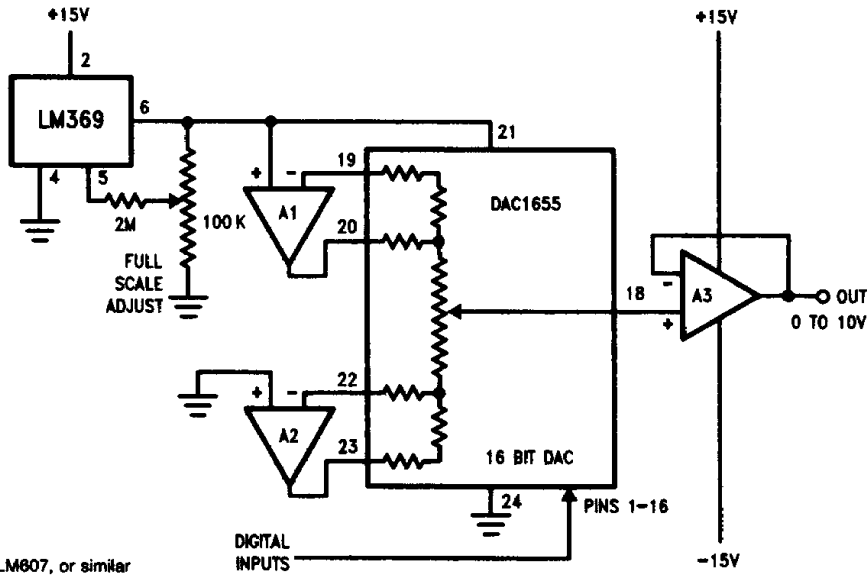 +15V
2
LM369
6
4
5
2M
100K
FULL
SCALE
ADJUST
+
-
A1
19
20
21
DAC1655
22
23
+
-
A2
16 BIT DAC
24
PINS 1-16
DIGITAL
INPUTS
18
+15V
-
A3
+
OUT
0 TO 10V
-15V
LM607, or similar